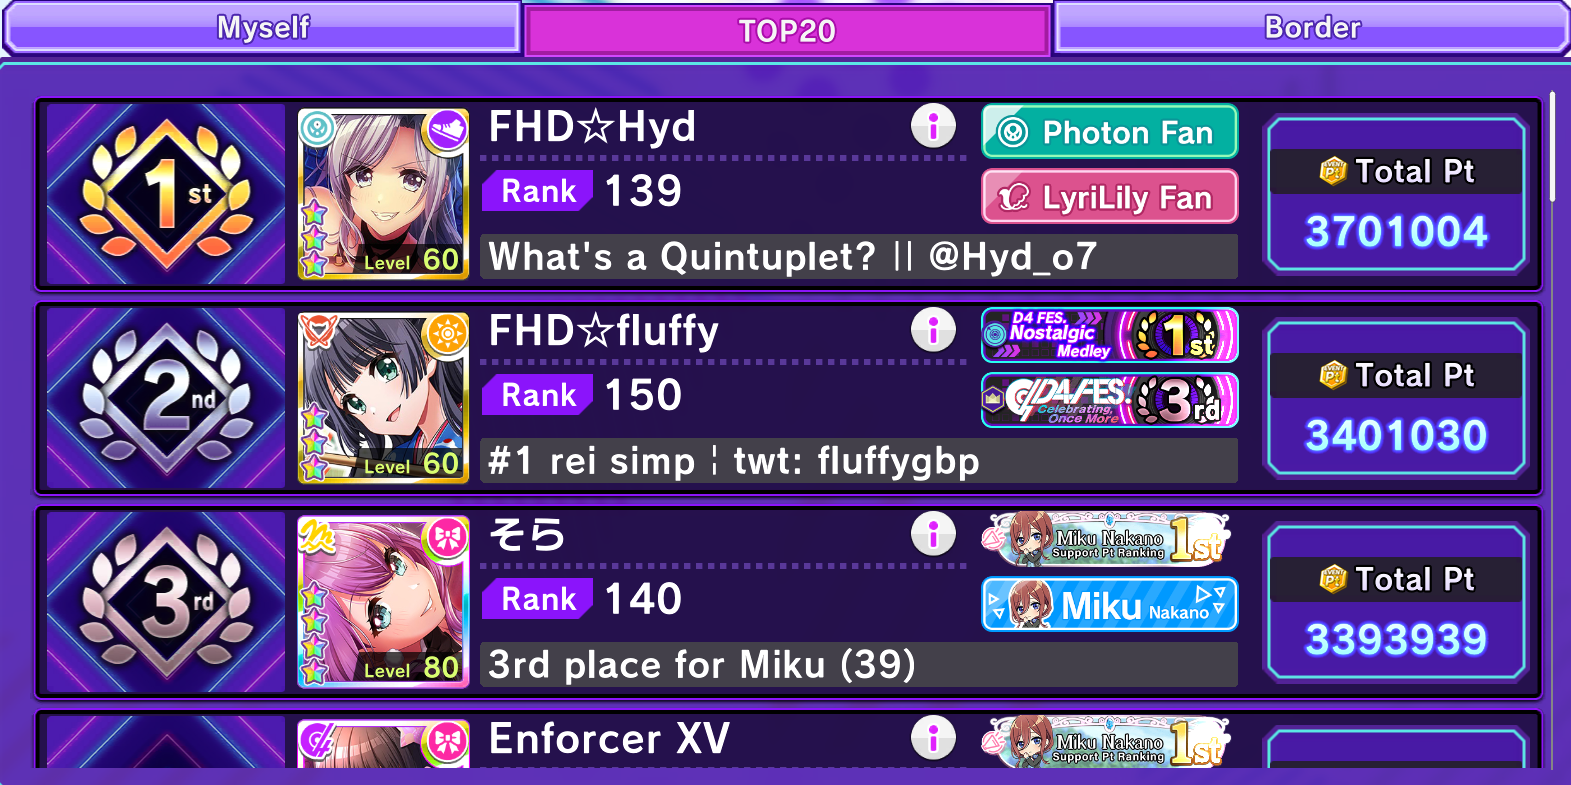 Myself
TOP20
Border
1st
FHD☆Hyd
Photon Fan
Rank 139
LyriLily Fan
Level 60
What's a Quintuplet? || @Hyd_o7
Total Pt
3701004
2nd
FHD☆fluffy
D4 FES.
Nostalgic
Medley
1st
Rank 150
D4FES.
Celebrating,
Once More
3rd
Level 60
#1 rei simp ¦ twt: fluffygbp
Total Pt
3401030
3rd
そら
Miku Nakano
Support Pt Ranking
1st
Rank 140
Miku Nakano
Level 80
3rd place for Miku (39)
Total Pt
3393939
Enforcer XV
Miku Nakano
Support Pt Ranking
1st